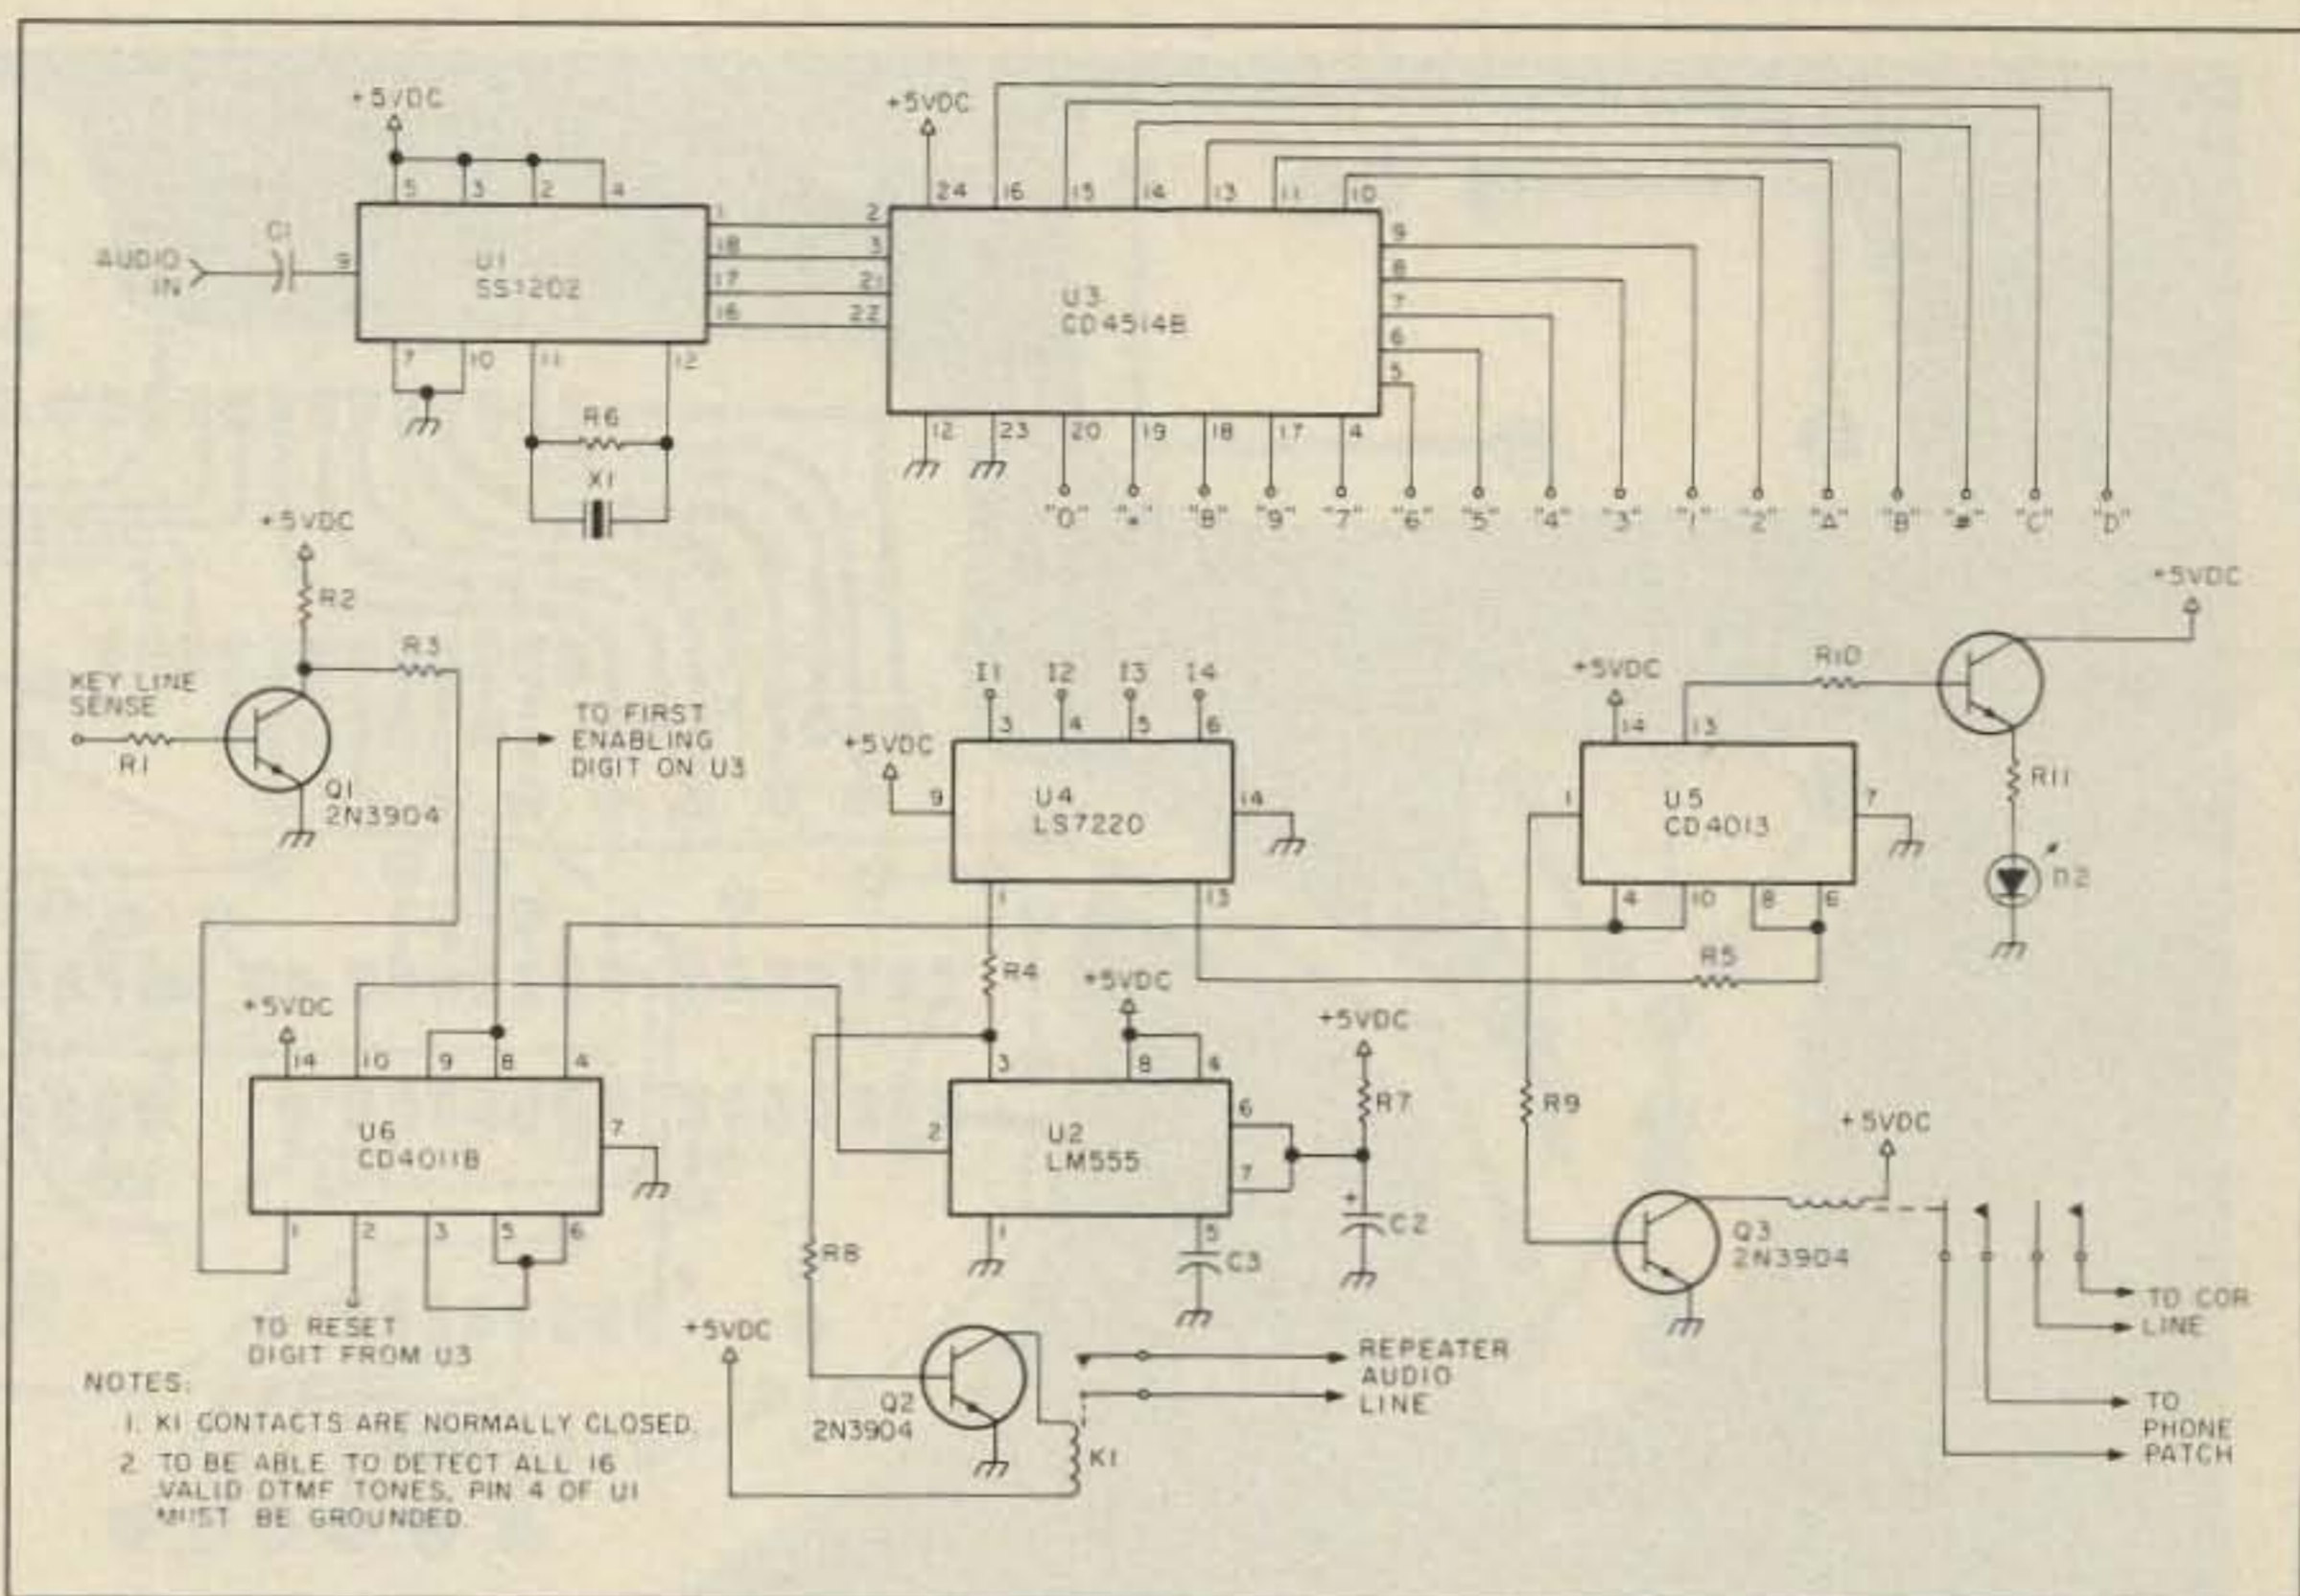 +5VDC
5 3 2 4
C1
AUDIO
IN
9
U1
SSI202
1
18
17
16
7 10 11 12
R6
X1
+5VDC
24 16 15 14 13 11 10
2
3
21
22
U3
CD4514B
9
8
7
6
5
12 23 20 19 18 17 4
"0" "*" "8" "9" "7" "6" "5" "4" "3" "1" "2" "A" "B" "#" "C" "D"
+5VDC
R2
R3
KEY LINE
SENSE
R1
Q1
2N3904
TO FIRST
ENABLING
DIGIT ON U3
I1 I2 I3 I4
3 4 5 6
+5VDC
9
U4
LS7220
14
1 13
R4
+5VDC
14 13
R10
+5VDC
1
U5
CD4013
7
4 10 8 6
R5
R11
D2
+5VDC
14 10 9 8 4
U6
CD4011B
7
1 2 3 5 6
TO RESET
DIGIT FROM U3
+5VDC
3 8 4
2
U2
LM555
6
7
1 5
C3
+5VDC
R7
+
C2
R8
R9
+5VDC
Q3
2N3904
TO COR
LINE
TO
PHONE
PATCH
+5VDC
Q2
2N3904
K1
REPEATER
AUDIO
LINE
NOTES:
1. K1 CONTACTS ARE NORMALLY CLOSED.
2 TO BE ABLE TO DETECT ALL 16
VALID DTMF TONES, PIN 4 OF U1
MUST BE GROUNDED.